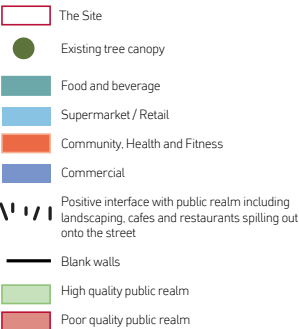 The Site
Existing tree canopy
Food and beverage
Supermarket / Retail
Community, Health and Fitness
Commercial
Positive interface with public realm including
landscaping, cafes and restaurants spilling out
onto the street
Blank walls
High quality public realm
Poor quality public realm